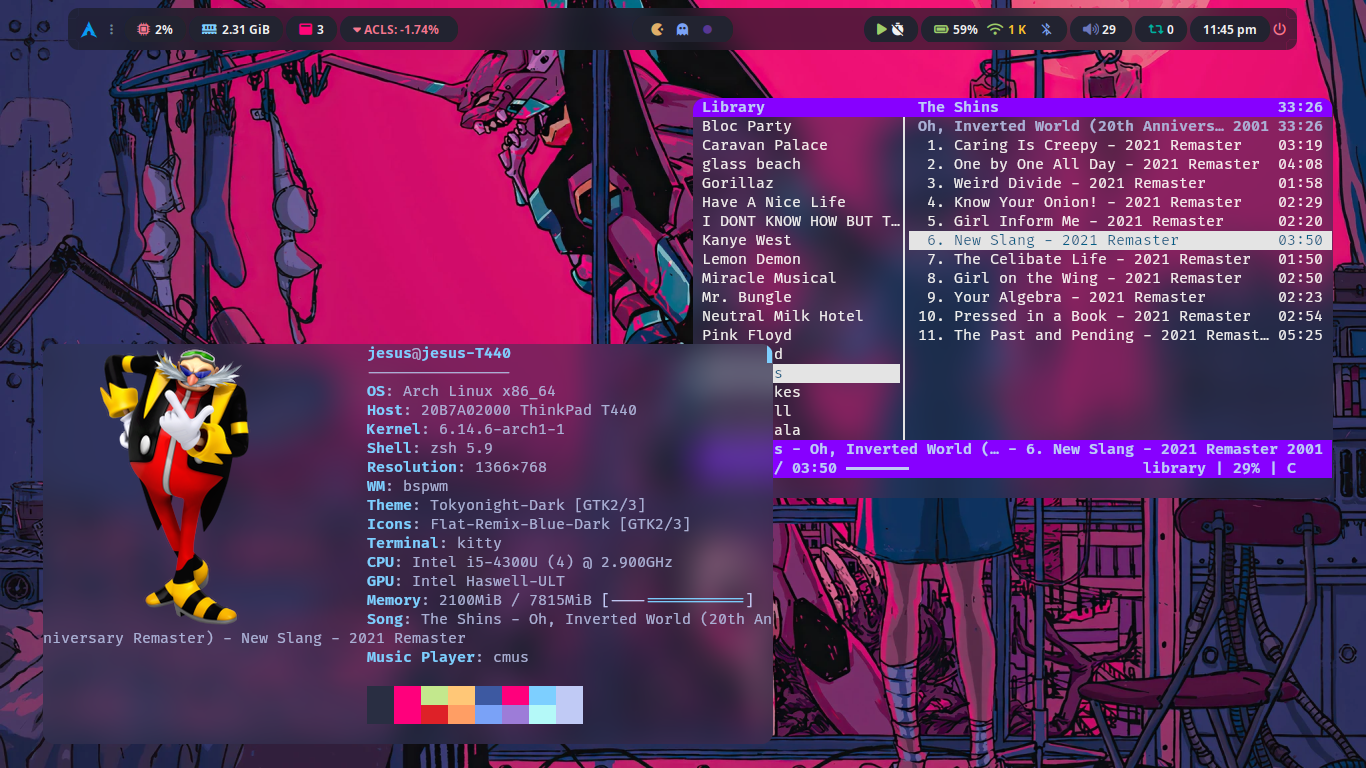 2%
2.31 GiB
3
ACLS: -1.74%
59%
1 K
29
0
11:45 pm
Library
Bloc Party
Caravan Palace
glass beach
Gorillaz
Have A Nice Life
I DONT KNOW HOW BUT T…
Kanye West
Lemon Demon
Miracle Musical
Mr. Bungle
Neutral Milk Hotel
Pink Floyd
d
s
kes
ll
ala
The Shins 33:26
Oh, Inverted World (20th Annivers… 2001 33:26
1. Caring Is Creepy - 2021 Remaster 03:19
2. One by One All Day - 2021 Remaster 04:08
3. Weird Divide - 2021 Remaster 01:58
4. Know Your Onion! - 2021 Remaster 02:29
5. Girl Inform Me - 2021 Remaster 02:20
6. New Slang - 2021 Remaster 03:50
7. The Celibate Life - 2021 Remaster 01:50
8. Girl on the Wing - 2021 Remaster 02:50
9. Your Algebra - 2021 Remaster 02:23
10. Pressed in a Book - 2021 Remaster 02:54
11. The Past and Pending - 2021 Remast… 05:25
s - Oh, Inverted World (… - 6. New Slang - 2021 Remaster 2001
/ 03:50 library | 29% | C
jesus@jesus-T440
OS: Arch Linux x86_64
Host: 20B7A02000 ThinkPad T440
Kernel: 6.14.6-arch1-1
Shell: zsh 5.9
Resolution: 1366×768
WM: bspwm
Theme: Tokyonight-Dark [GTK2/3]
Icons: Flat-Remix-Blue-Dark [GTK2/3]
Terminal: kitty
CPU: Intel i5-4300U (4) @ 2.900GHz
GPU: Intel Haswell-ULT
Memory: 2100MiB / 7815MiB [----==========]
Song: The Shins - Oh, Inverted World (20th An
niversary Remaster) - New Slang - 2021 Remaster
Music Player: cmus